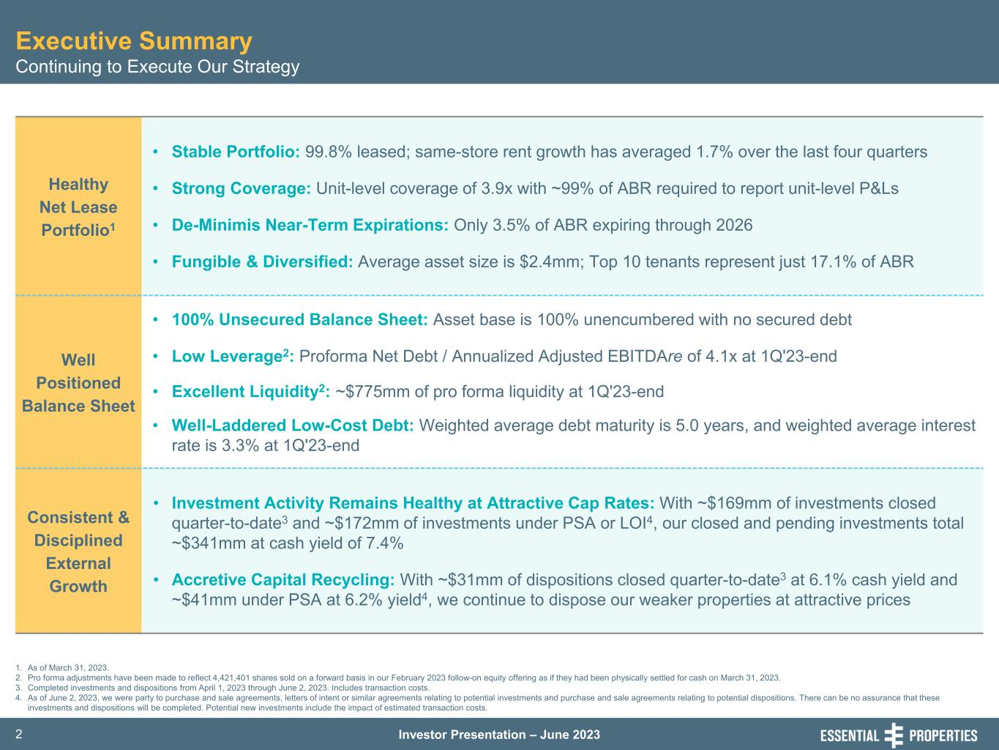 Executive Summary
Continuing to Execute Our Strategy
Healthy
Net Lease
Portfolio¹
• Stable Portfolio: 99.8% leased; same-store rent growth has averaged 1.7% over the last four quarters
• Strong Coverage: Unit-level coverage of 3.9x with ~99% of ABR required to report unit-level P&Ls
• De-Minimis Near-Term Expirations: Only 3.5% of ABR expiring through 2026
• Fungible & Diversified: Average asset size is $2.4mm; Top 10 tenants represent just 17.1% of ABR
Well
Positioned
Balance Sheet
• 100% Unsecured Balance Sheet: Asset base is 100% unencumbered with no secured debt
• Low Leverage²: Proforma Net Debt / Annualized Adjusted EBITDAre of 4.1x at 1Q'23-end
• Excellent Liquidity²: ~$775mm of pro forma liquidity at 1Q'23-end
• Well-Laddered Low-Cost Debt: Weighted average debt maturity is 5.0 years, and weighted average interest
rate is 3.3% at 1Q'23-end
Consistent &
Disciplined
External
Growth
• Investment Activity Remains Healthy at Attractive Cap Rates: With ~$169mm of investments closed
quarter-to-date³ and ~$172mm of investments under PSA or LOI⁴, our closed and pending investments total
~$341mm at cash yield of 7.4%
• Accretive Capital Recycling: With ~$31mm of dispositions closed quarter-to-date³ at 6.1% cash yield and
~$41mm under PSA at 6.2% yield⁴, we continue to dispose our weaker properties at attractive prices
1. As of March 31, 2023.
2. Pro forma adjustments have been made to reflect 4,421,401 shares sold on a forward basis in our February 2023 follow-on equity offering as if they had been physically settled for cash on March 31, 2023.
3. Completed investments and dispositions from April 1, 2023 through June 2, 2023. Includes transaction costs.
4. As of June 2, 2023, we were party to purchase and sale agreements, letters of intent or similar agreements relating to potential investments and purchase and sale agreements relating to potential dispositions. There can be no assurance that these
investments and dispositions will be completed. Potential new investments include the impact of estimated transaction costs.
2
Investor Presentation – June 2023
ESSENTIAL PROPERTIES